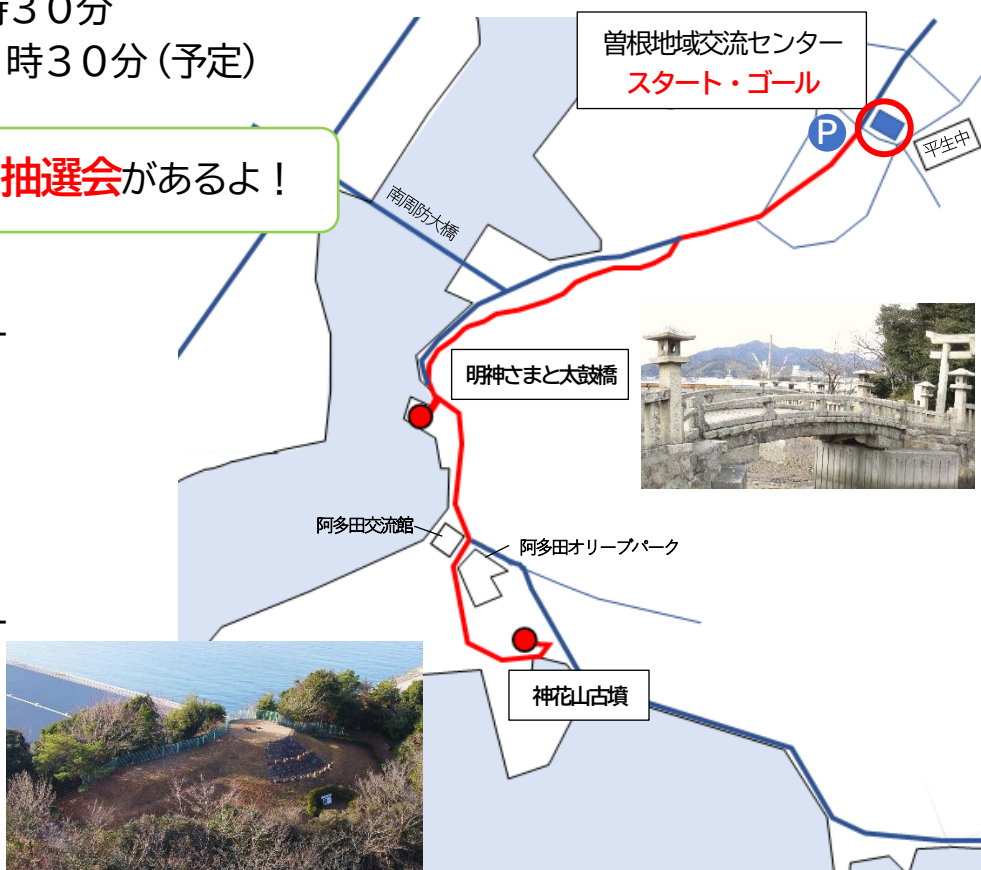 時３０分
時３０分（予定）
抽選会があるよ！
曽根地域交流センター
スタート・ゴール
P
平生中
南周防大橋
明神さまと太鼓橋
阿多田交流館
阿多田オリーブパーク
神花山古墳